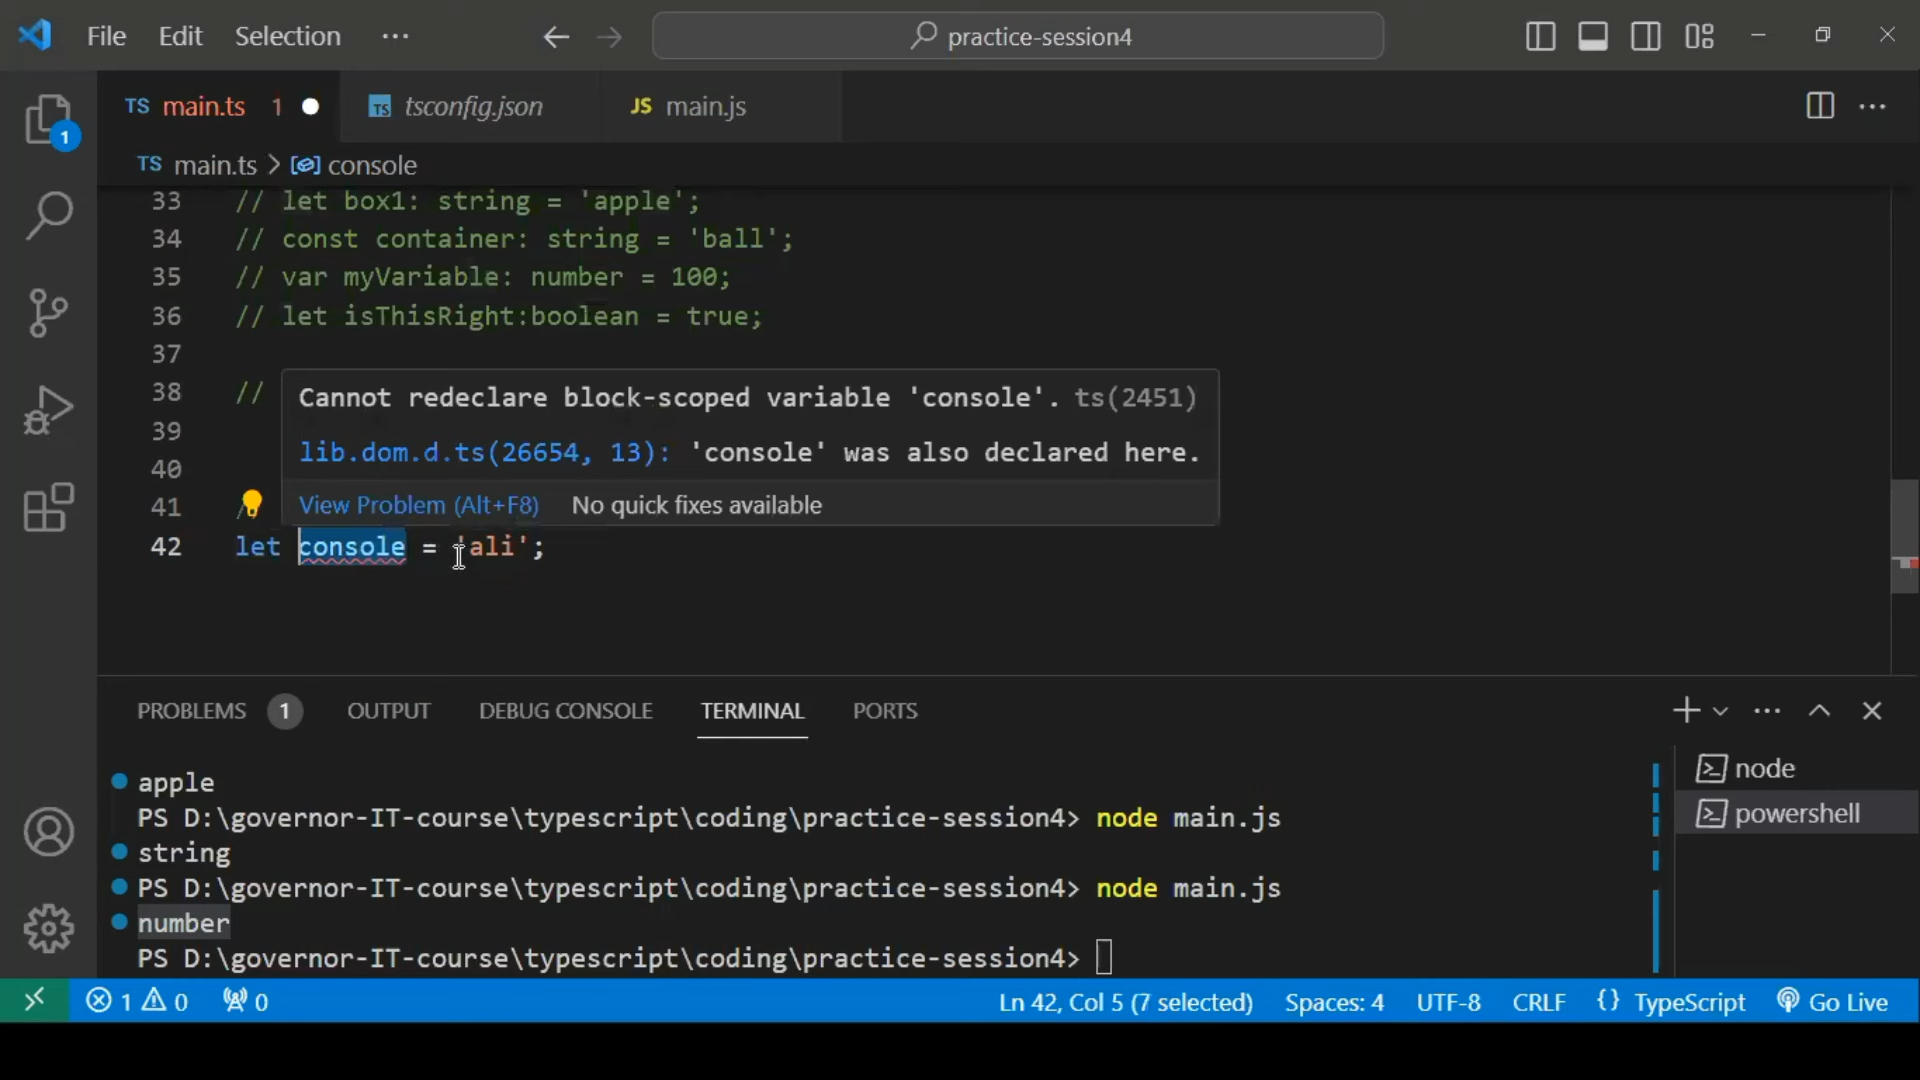 File Edit Selection ··· practice-session4
TS main.ts 1 tsconfig.json JS main.js
TS main.ts > console
33 // let box1: string = 'apple';
34 // const container: string = 'ball';
35 // var myVariable: number = 100;
36 // let isThisRight:boolean = true;
37
38 //
Cannot redeclare block-scoped variable 'console'. ts(2451)
39
lib.dom.d.ts(26654, 13): 'console' was also declared here.
40
41 /
View Problem (Alt+F8) No quick fixes available
42 let console = 'ali';
PROBLEMS 1 OUTPUT DEBUG CONSOLE TERMINAL PORTS
apple
PS D:\governor-IT-course\typescript\coding\practice-session4> node main.js
string
PS D:\governor-IT-course\typescript\coding\practice-session4> node main.js
number
PS D:\governor-IT-course\typescript\coding\practice-session4>
node
powershell
1 0 0 Ln 42, Col 5 (7 selected) Spaces: 4 UTF-8 CRLF {} TypeScript Go Live